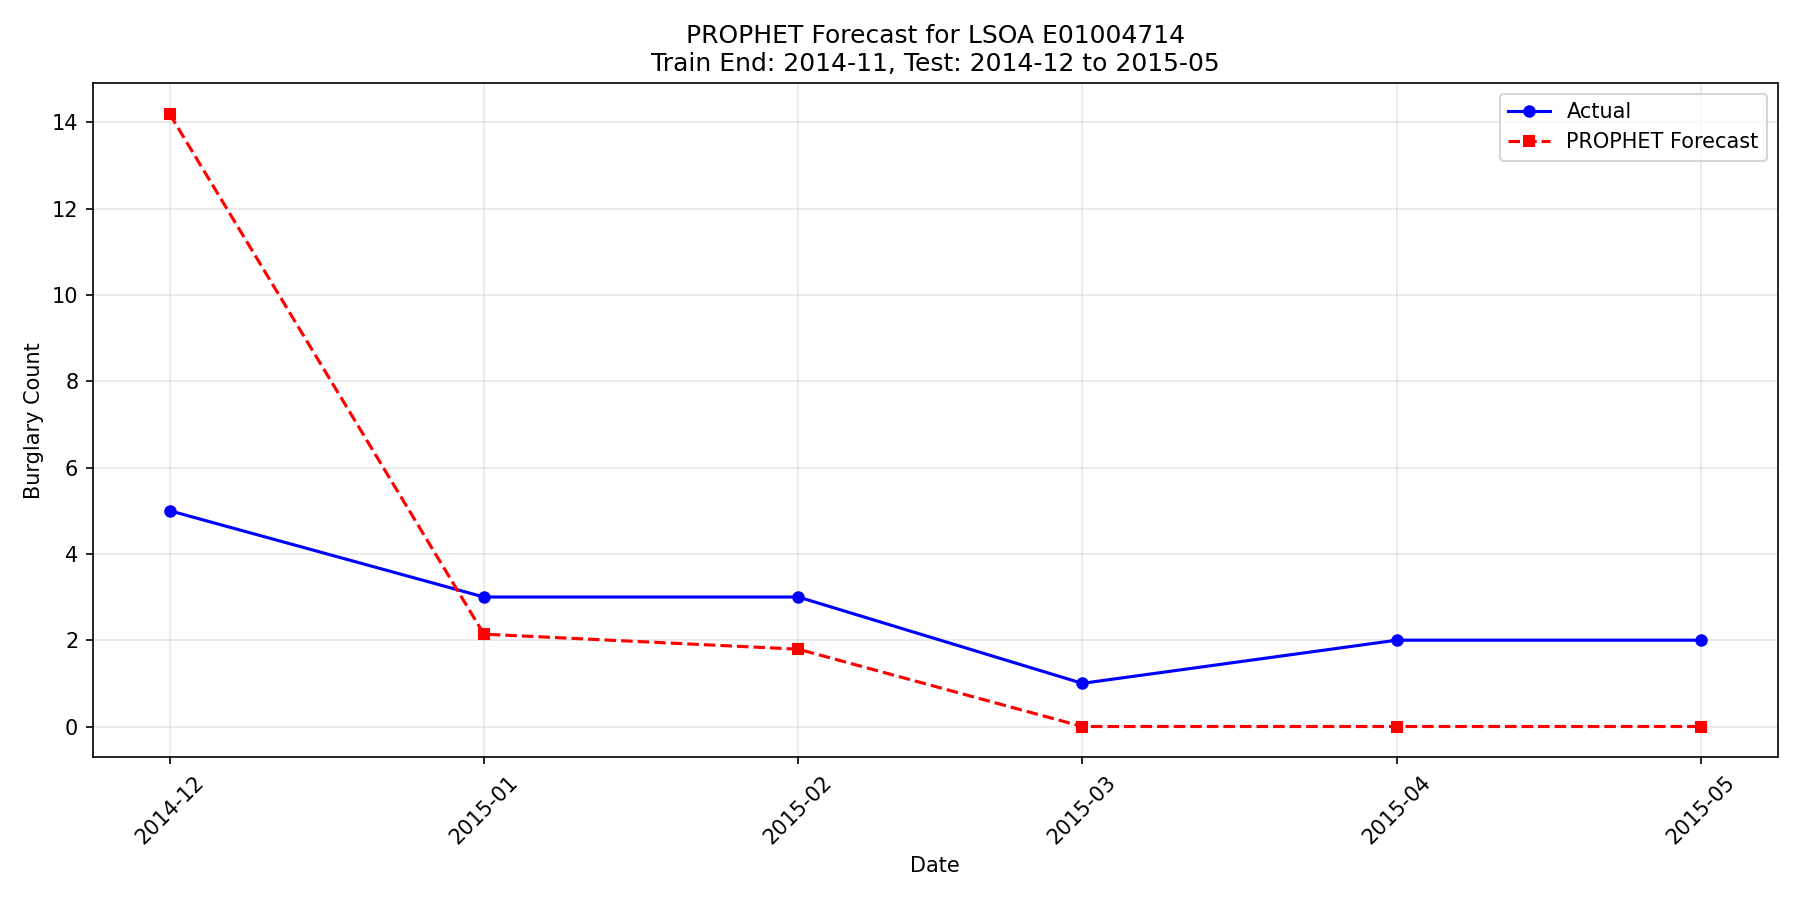 PROPHET Forecast for LSOA E01004714
Train End: 2014-11, Test: 2014-12 to 2015-05
Actual
PROPHET Forecast
Burglary Count
14
12
10
8
6
4
2
0
2014-12
2015-01
2015-02
2015-03
2015-04
2015-05
Date